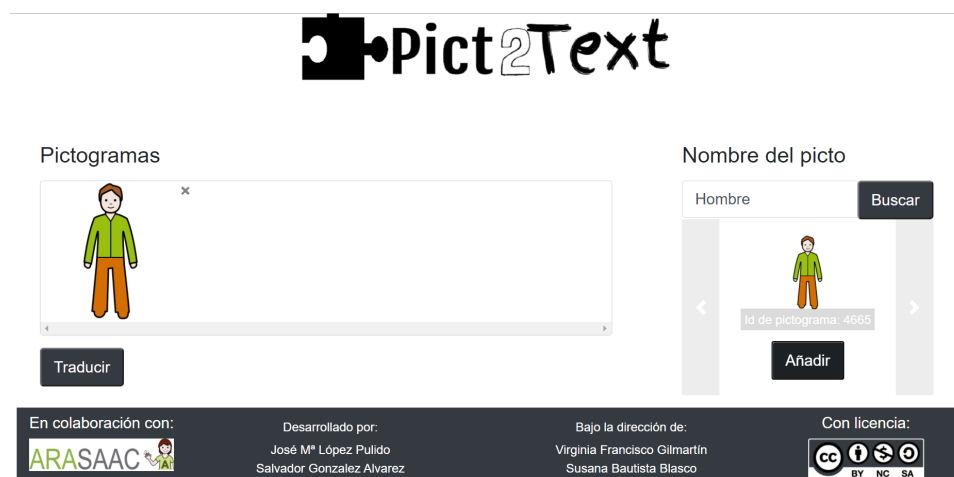 Pict2Text
Pictogramas
Nombre del picto
Hombre
Buscar
Id de pictograma: 4665
Añadir
Traducir
En colaboración con:
ARASAAC
Desarrollado por:
José Mª López Pulido
Salvador Gonzalez Alvarez
Bajo la dirección de:
Virginia Francisco Gilmartín
Susana Bautista Blasco
Con licencia:
cc
BY NC SA